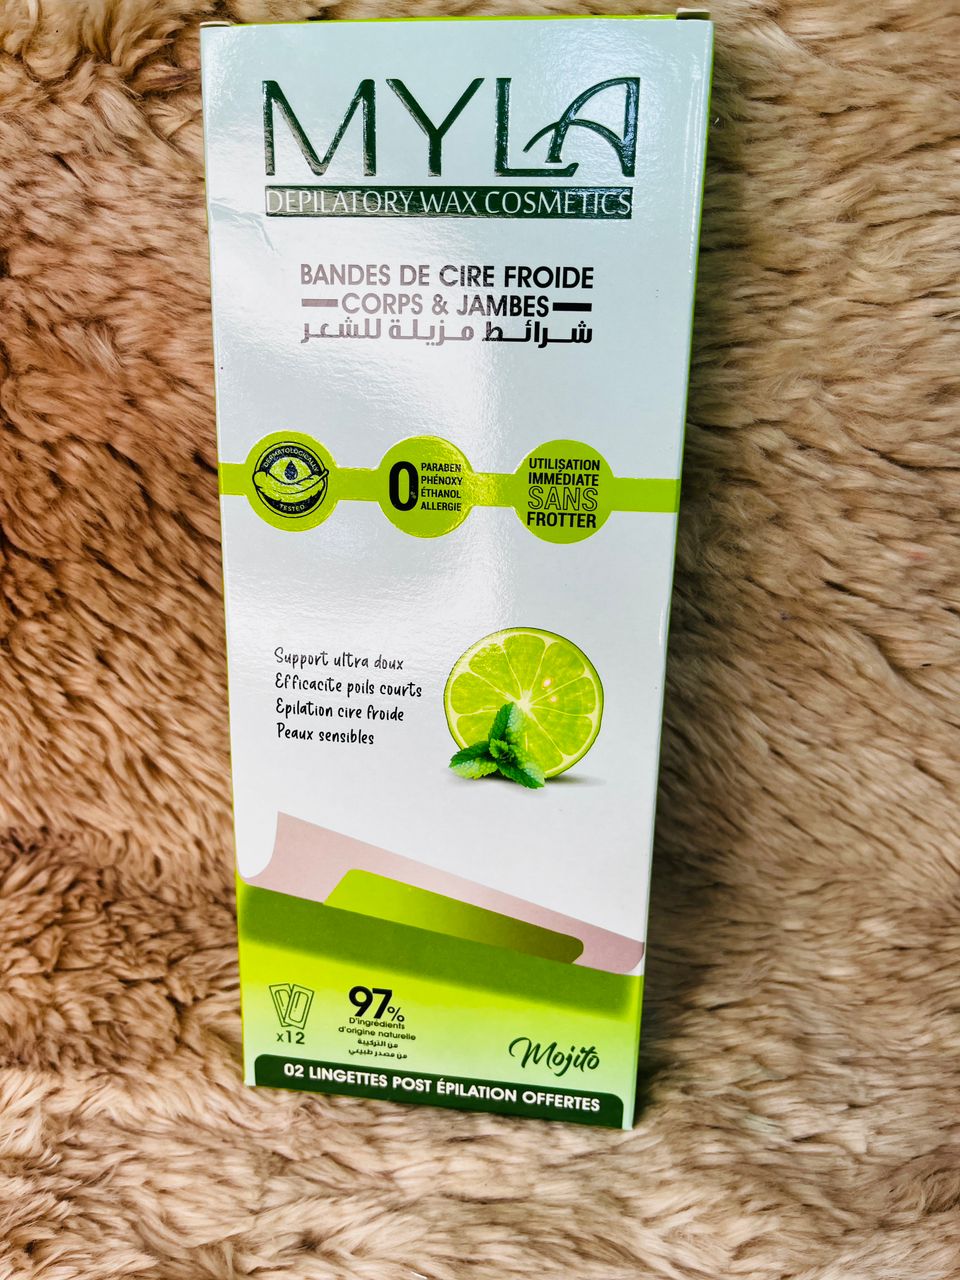 MYLA
DEPILATORY WAX COSMETICS
BANDES DE CIRE FROIDE
CORPS & JAMBES
شرائط مزيلة للشعر
DERMATOLOGICALLY
TESTED
0%
PARABEN
PHÉNOXY
ÉTHANOL
ALLERGIE
UTILISATION
IMMÉDIATE
SANS
FROTTER
Support ultra doux
Efficacite poils courts
Epilation cire froide
Peaux sensibles
x12
97%
D'ingrédients
d'origine naturelle
من التركيبة
من مصدر طبيعي
Mojito
02 LINGETTES POST ÉPILATION OFFERTES